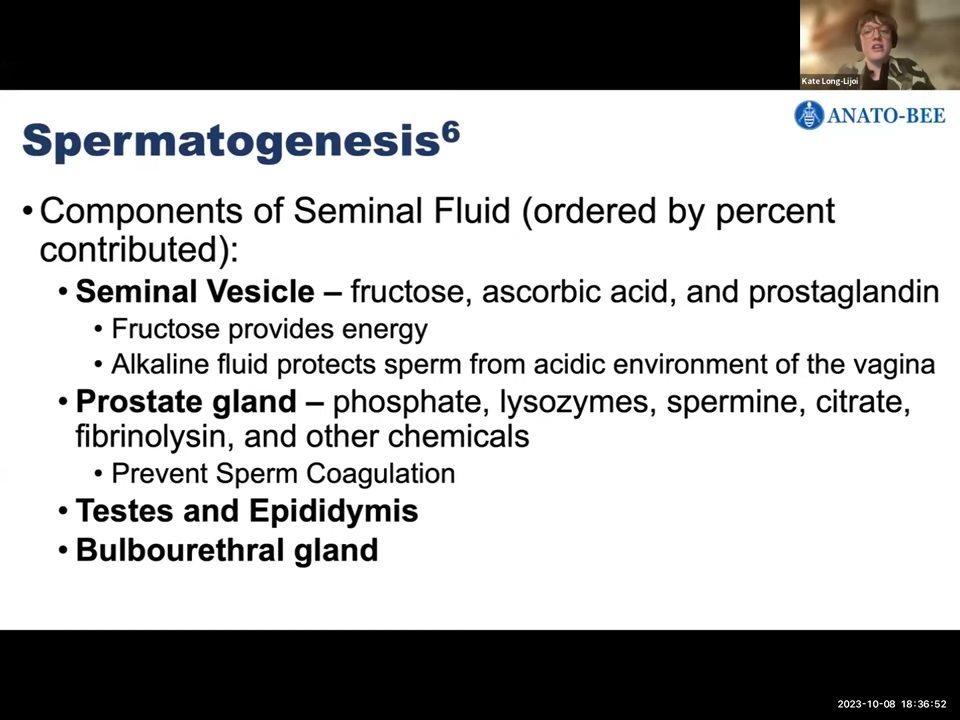 Kate Long-Lijoi
ANATO-BEE
Spermatogenesis6
• Components of Seminal Fluid (ordered by percent
contributed):
• Seminal Vesicle – fructose, ascorbic acid, and prostaglandin
• Fructose provides energy
• Alkaline fluid protects sperm from acidic environment of the vagina
• Prostate gland – phosphate, lysozymes, spermine, citrate,
fibrinolysin, and other chemicals
• Prevent Sperm Coagulation
• Testes and Epididymis
• Bulbourethral gland
2023-10-08 18:36:52